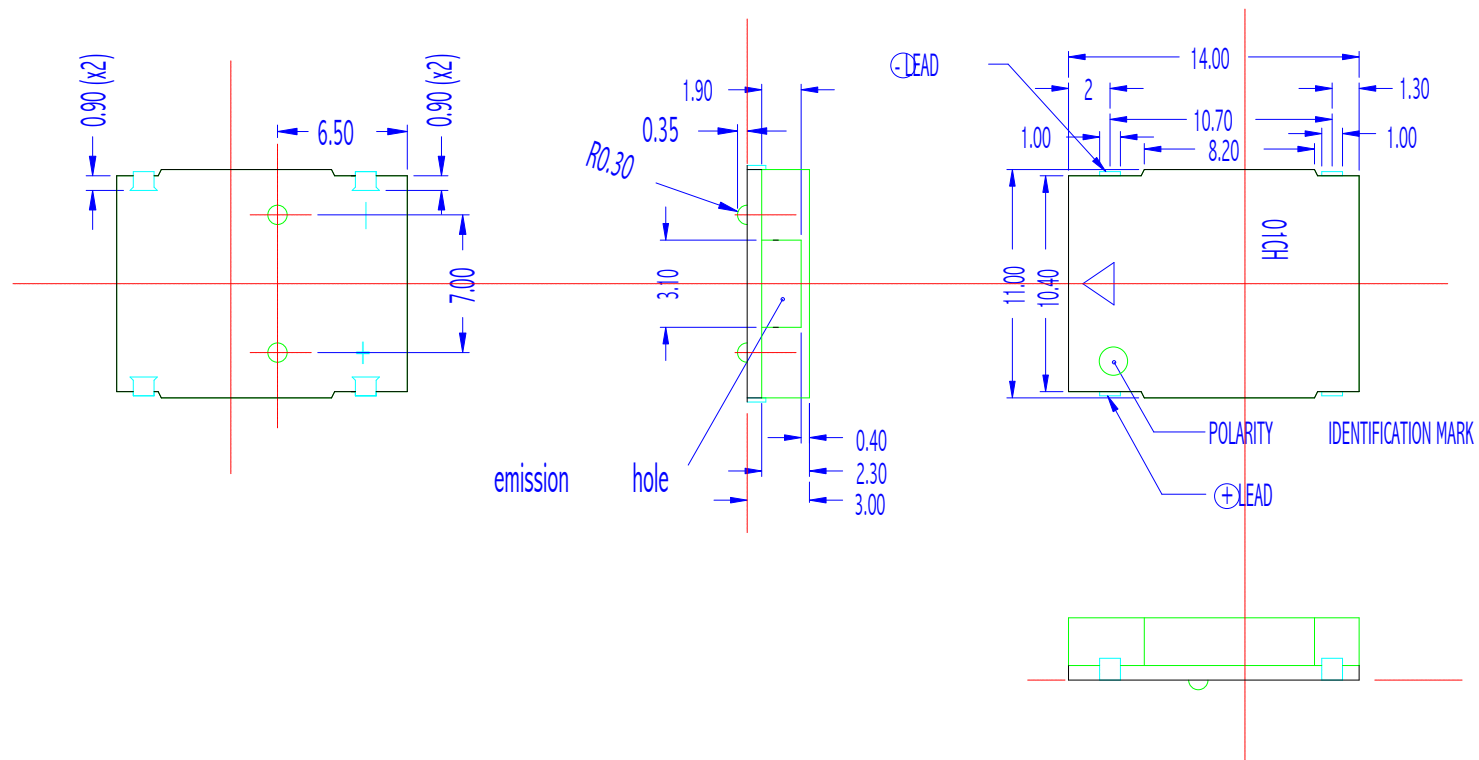 0.90 (x2)
0.90 (x2)
6.50
7.00
1.90
0.35
R0.30
3.10
emission hole
0.40
2.30
3.00
- LEAD
14.00
2
1.30
10.70
1.00
1.00
8.20
11.00
10.40
01CH
POLARITY IDENTIFICATION MARK
+ LEAD